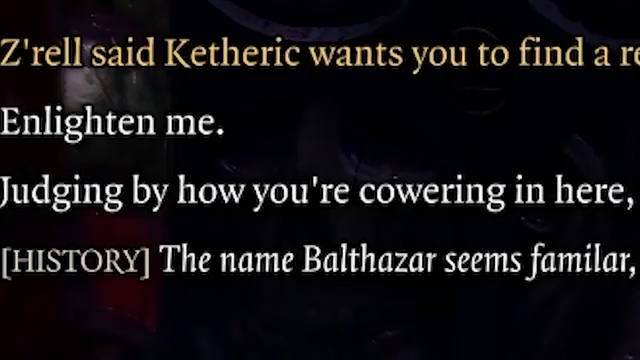 Z'rell said Ketheric wants you to find a re
Enlighten me.
Judging by how you're cowering in here,
[HISTORY] The name Balthazar seems familar,